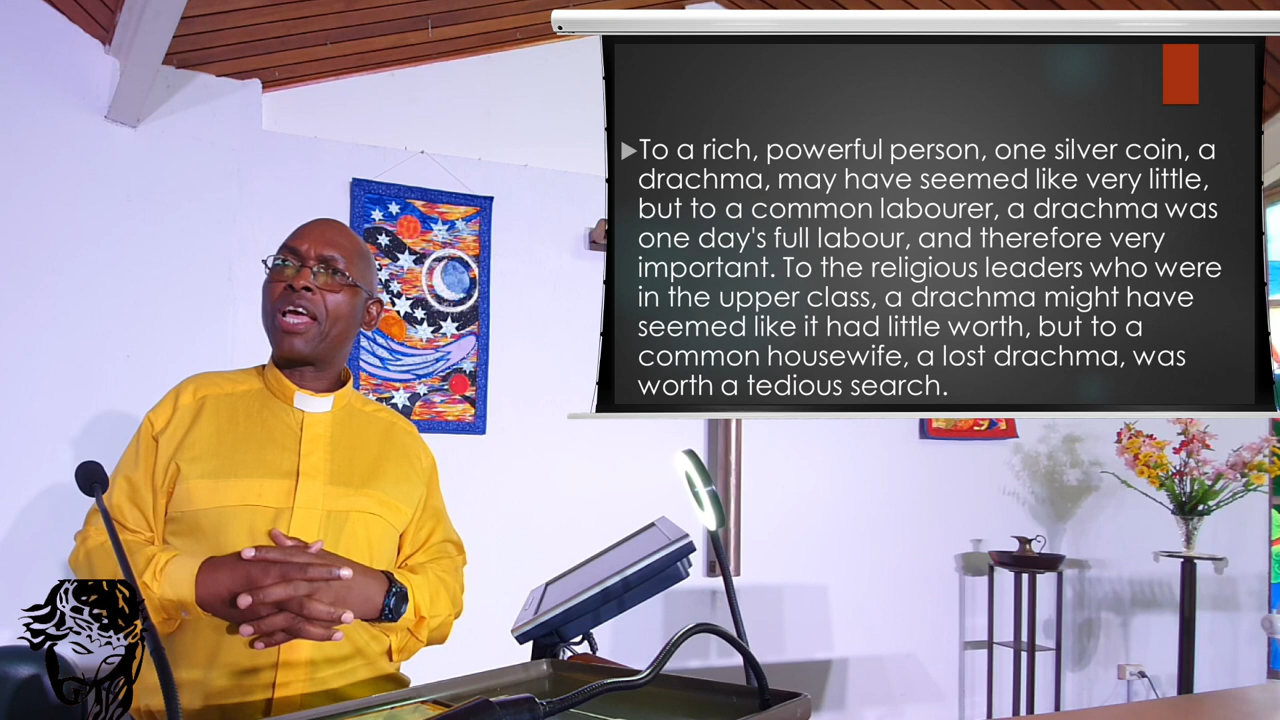 To a rich, powerful person, one silver coin, a
drachma, may have seemed like very little,
but to a common labourer, a drachma was
one day's full labour, and therefore very
important. To the religious leaders who were
in the upper class, a drachma might have
seemed like it had little worth, but to a
common housewife, a lost drachma, was
worth a tedious search.